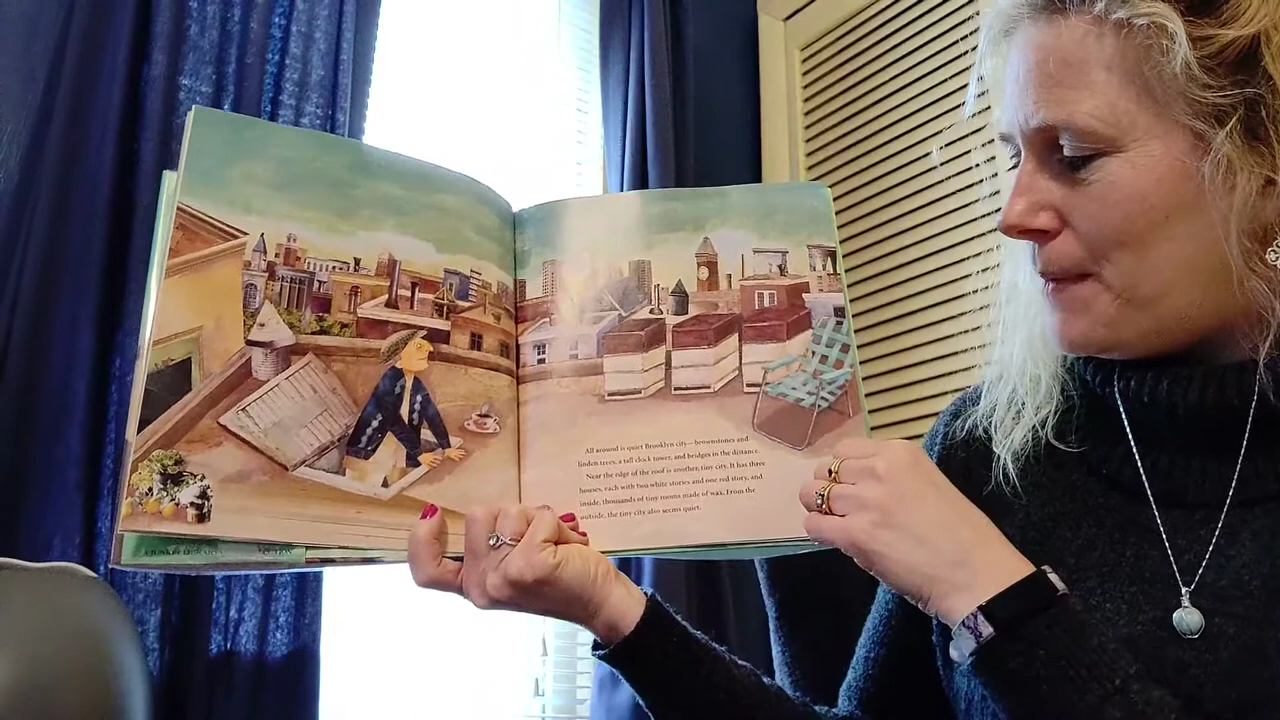 All around is quiet Brooklyn city—brownstones and
linden trees, a tall clock tower, and bridges in the distance.
Near the edge of the roof is another, tiny city. It has three
houses, each with two white stories and one red story, and
inside, thousands of tiny rooms made of wax. From the
outside, the tiny city also seems quiet.
A JUNIOR LIBRARY